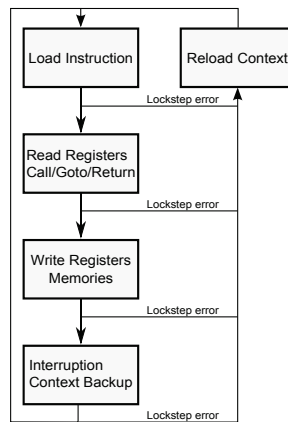 Load Instruction
Reload Context
Lockstep error
Read Registers
Call/Goto/Return
Lockstep error
Write Registers
Memories
Lockstep error
Interruption
Context Backup
Lockstep error